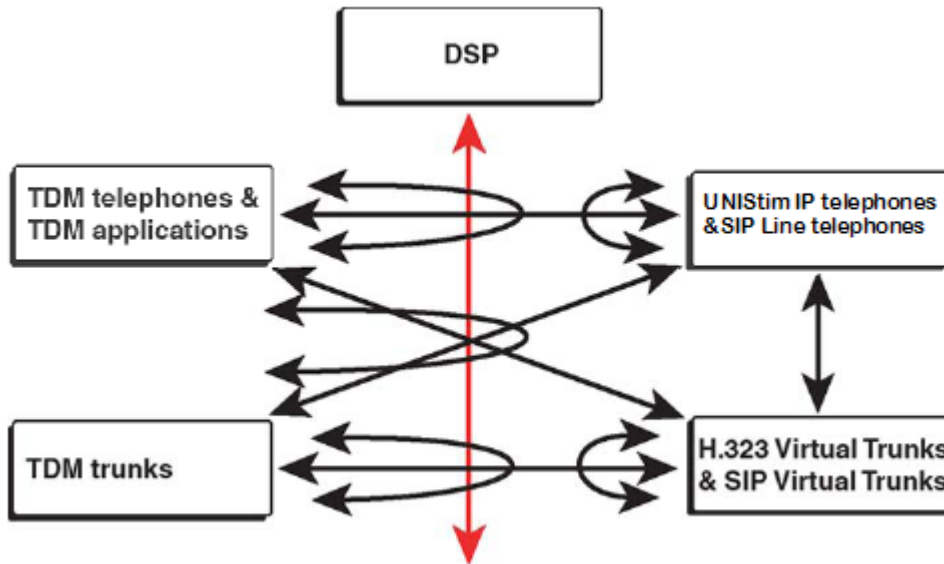 DSP
TDM telephones &
TDM applications
UNIStim IP telephones
&SIP Line telephones
TDM trunks
H.323 Virtual Trunks
& SIP Virtual Trunks